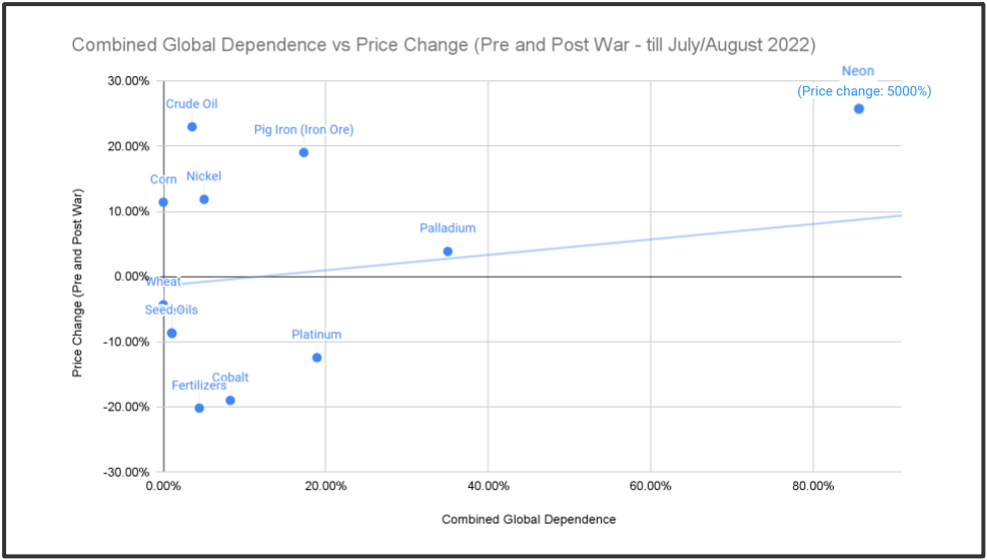 Combined Global Dependence vs Price Change (Pre and Post War - till July/August 2022)
Price Change (Pre and Post War)
30.00%
20.00%
10.00%
0.00%
-10.00%
-20.00%
-30.00%
Neon
(Price change: 5000%)
Crude Oil
Pig Iron (Iron Ore)
Corn
Nickel
Palladium
Wheat
Seed Oils
Platinum
Cobalt
Fertilizers
0.00%
20.00%
40.00%
60.00%
80.00%
Combined Global Dependence